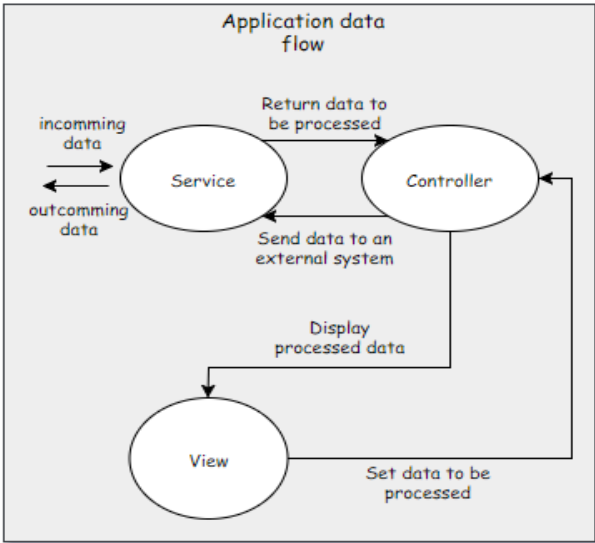 Application data
flow
Return data to
be processed
incomming
data
Service
Controller
outcomming
data
Send data to an
external system
Display
processed data
View
Set data to be
processed